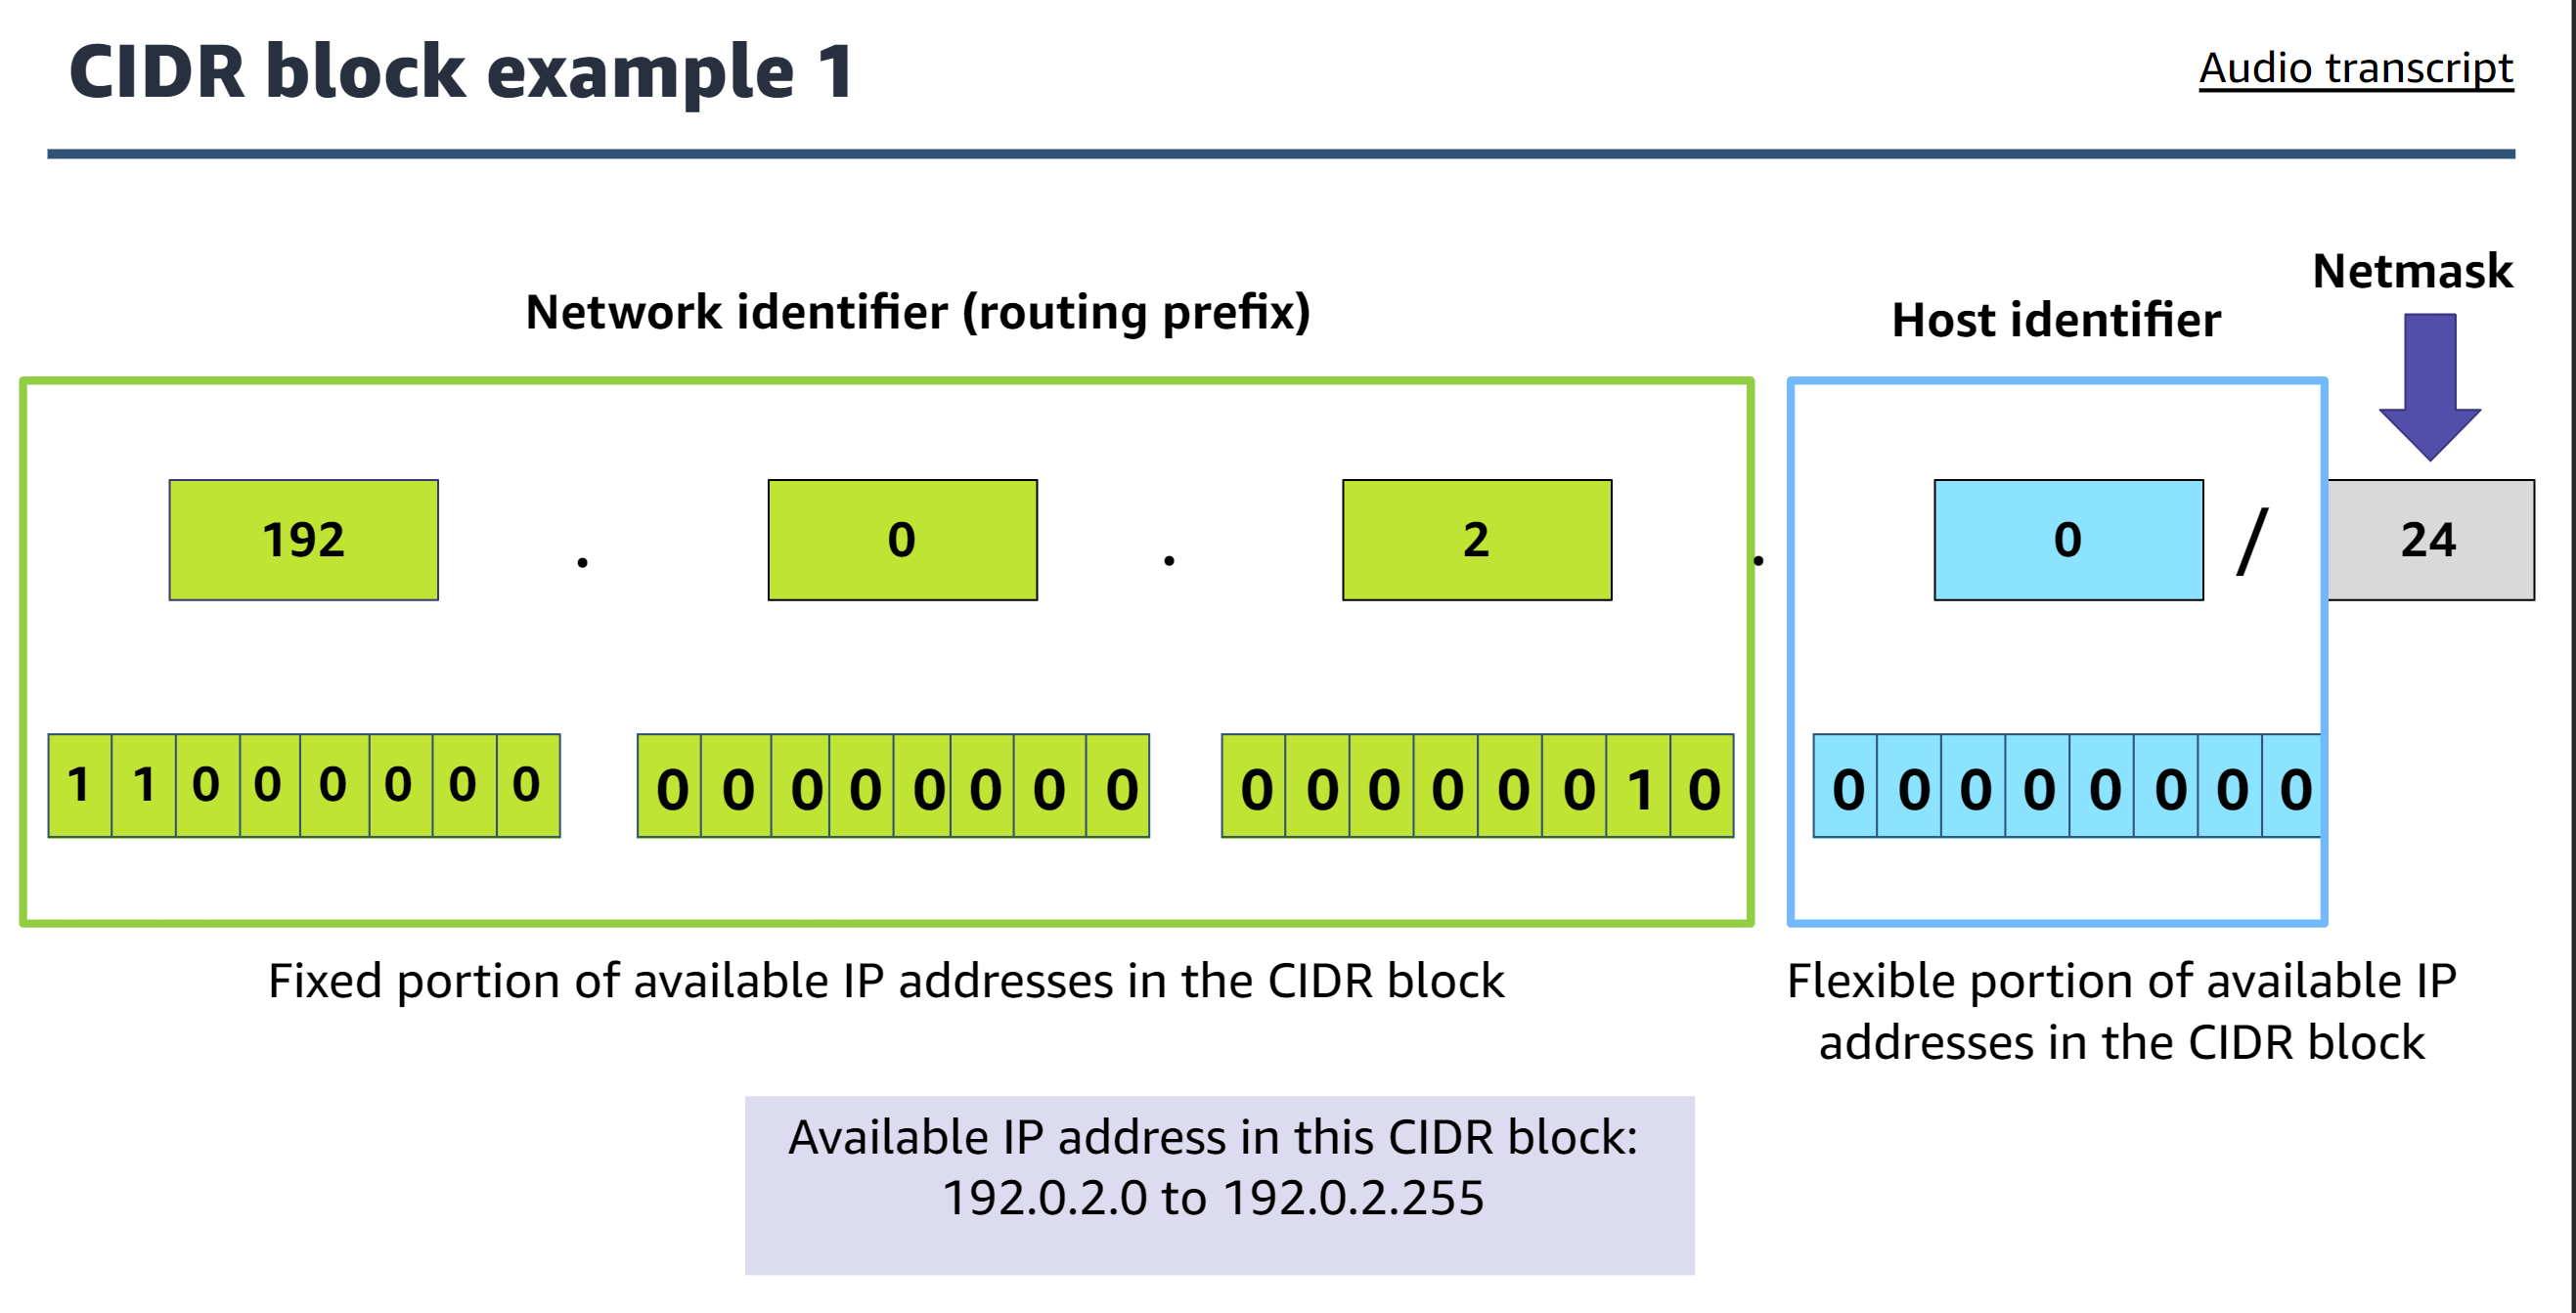 CIDR block example 1
Audio transcript
Netmask
Network identifier (routing prefix)
Host identifier
192 . 0 . 2 . 0 / 24
1 1 0 0 0 0 0 0 0 0 0 0 0 0 0 0 0 0 0 0 0 0 1 0 0 0 0 0 0 0 0 0
Fixed portion of available IP addresses in the CIDR block
Flexible portion of available IP
addresses in the CIDR block
Available IP address in this CIDR block:
192.0.2.0 to 192.0.2.255